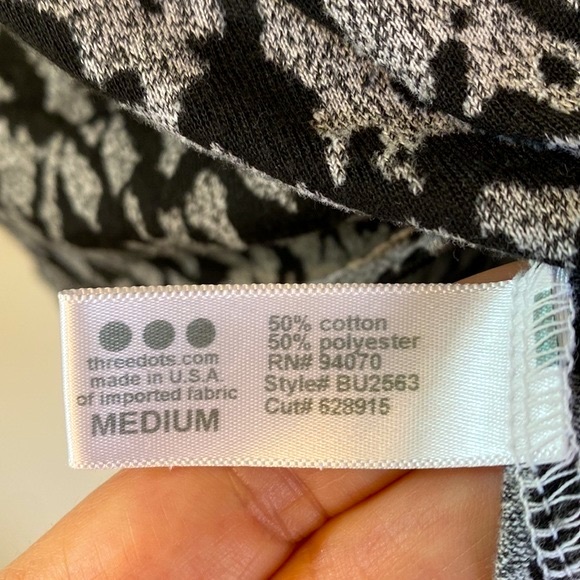 threedots.com
made in U.S.A.
of imported fabric
MEDIUM
50% cotton
50% polyester
RN# 94070
Style# BU2563
Cut# 628915